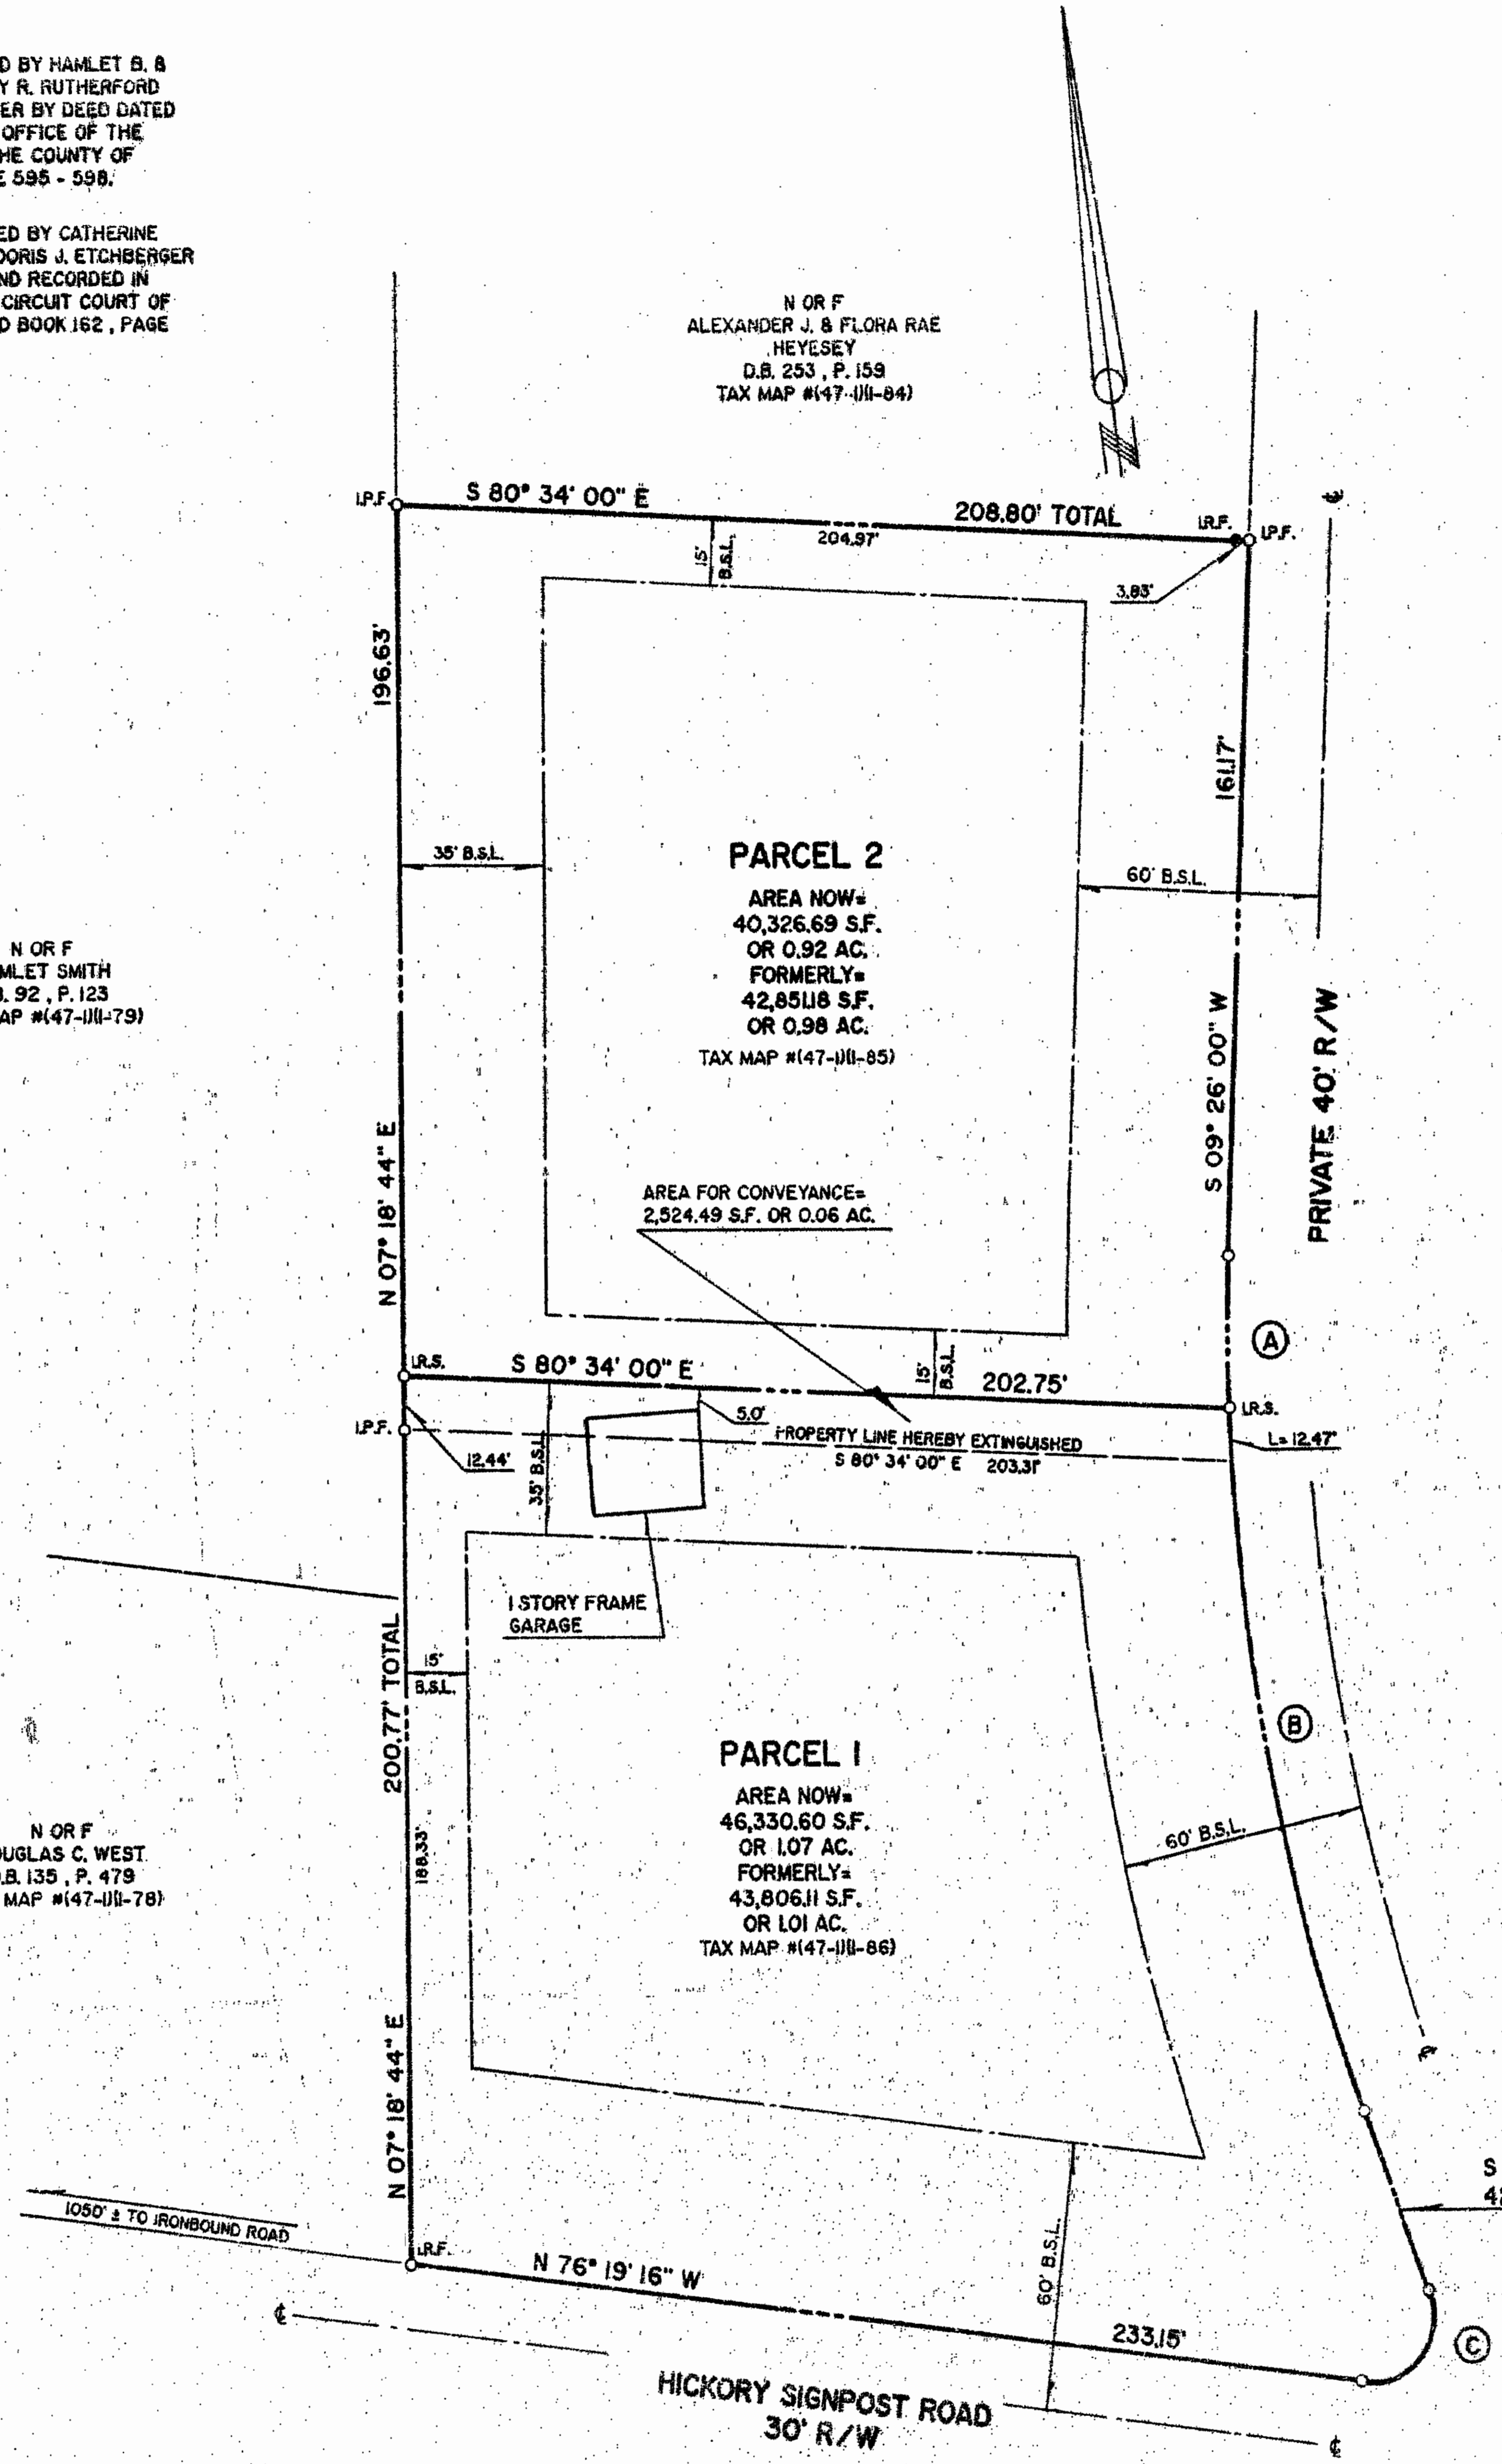 D BY HAMLET B. &
Y R. RUTHERFORD
ER BY DEED DATED
OFFICE OF THE
HE COUNTY OF
E 595 - 598.
ED BY CATHERINE
DORIS J. ETCHBERGER
ND RECORDED IN
CIRCUIT COURT OF
D BOOK 162, PAGE
N OR F
ALEXANDER J. & FLORA RAE
HEYESEY
D.B. 253, P. 159
TAX MAP #(47-1)(1-84)
N
I.P.F.
S 80° 34' 00" E
208.80' TOTAL
204.97'
I.R.F.
I.P.F.
3.83'
15'
B.S.L.
196.63'
161.17'
35' B.S.L.
60' B.S.L.
PARCEL 2
AREA NOW=
40,326.69 S.F.
OR 0.92 AC.
FORMERLY=
42,851.18 S.F.
OR 0.98 AC.
TAX MAP #(47-1)(1-85)
N OR F
MLET SMITH
B. 92, P. 123
AP #(47-1)(1-79)
S 09° 26' 00" W
PRIVATE 40' R/W
N 07° 18' 44" E
AREA FOR CONVEYANCE=
2,524.49 S.F. OR 0.06 AC.
A
I.R.S.
S 80° 34' 00" E
15'
B.S.L.
202.75'
I.R.S.
I.P.F.
5.0'
12.44'
35' B.S.L.
PROPERTY LINE HEREBY EXTINGUISHED
S 80° 34' 00" E 203.31'
L=12.47'
1 STORY FRAME
GARAGE
200.77' TOTAL
15'
B.S.L.
B
60' B.S.L.
PARCEL 1
AREA NOW=
46,330.60 S.F.
OR 1.07 AC.
FORMERLY=
43,806.11 S.F.
OR 1.01 AC.
TAX MAP #(47-1)(1-86)
188.33'
N OR F
OUGLAS C. WEST
D.B. 135, P. 479
MAP #(47-1)(1-78)
N 07° 18' 44" E
S
1050' ± TO IRONBOUND ROAD
I.R.F.
N 76° 19' 16" W
60' B.S.L.
233.15'
C
HICKORY SIGNPOST ROAD
30' R/W